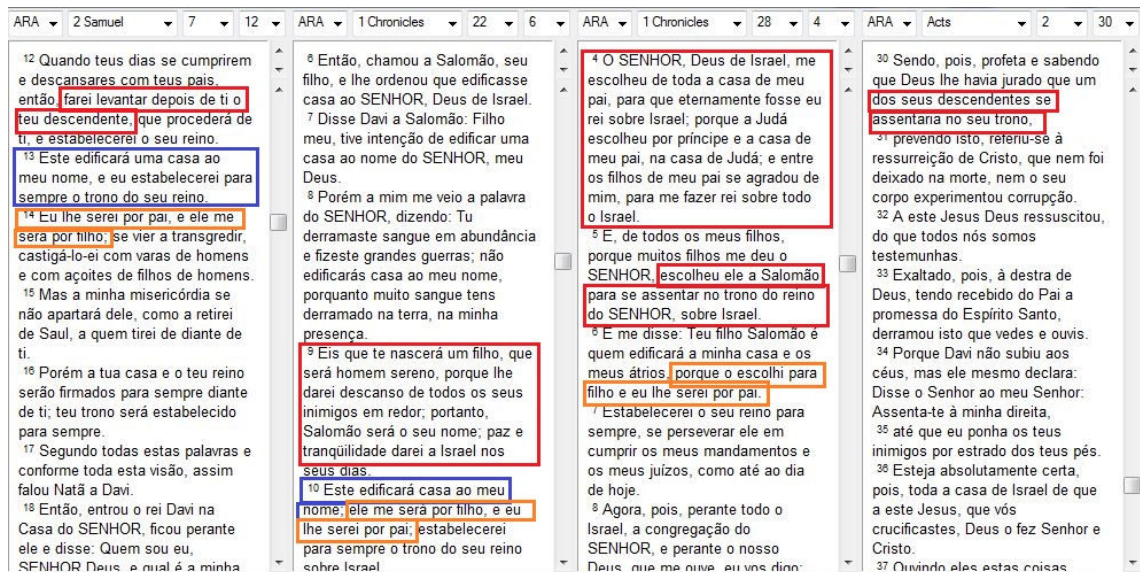 ARA 2 Samuel 7 12
12 Quando teus dias se cumprirem
e descansares com teus pais,
então, farei levantar depois de ti o
teu descendente, que procederá de
ti, e estabelecerei o seu reino.
13 Este edificará uma casa ao
meu nome, e eu estabelecerei para
sempre o trono do seu reino.
14 Eu lhe serei por pai, e ele me
será por filho; se vier a transgredir,
castigá-lo-ei com varas de homens
e com açoites de filhos de homens.
15 Mas a minha misericórdia se
não apartará dele, como a retirei
de Saul, a quem tirei de diante de
ti.
16 Porém a tua casa e o teu reino
serão firmados para sempre diante
de ti; teu trono será estabelecido
para sempre.
17 Segundo todas estas palavras e
conforme toda esta visão, assim
falou Natã a Davi.
18 Então, entrou o rei Davi na
Casa do SENHOR, ficou perante
ele e disse: Quem sou eu,
SENHOR Deus, e qual é a minha
ARA 1 Chronicles 22 6
6 Então, chamou a Salomão, seu
filho, e lhe ordenou que edificasse
casa ao SENHOR, Deus de Israel.
7 Disse Davi a Salomão: Filho
meu, tive intenção de edificar uma
casa ao nome do SENHOR, meu
Deus.
8 Porém a mim me veio a palavra
do SENHOR, dizendo: Tu
derramaste sangue em abundância
e fizeste grandes guerras; não
edificarás casa ao meu nome,
porquanto muito sangue tens
derramado na terra, na minha
presença.
9 Eis que te nascerá um filho, que
será homem sereno, porque lhe
darei descanso de todos os seus
inimigos em redor; portanto,
Salomão será o seu nome; paz e
tranqüilidade darei a Israel nos
seus dias.
10 Este edificará casa ao meu
nome; ele me será por filho, e eu
lhe serei por pai; estabelecerei
para sempre o trono do seu reino
sobre Israel.
ARA 1 Chronicles 28 4
4 O SENHOR, Deus de Israel, me
escolheu de toda a casa de meu
pai, para que eternamente fosse eu
rei sobre Israel; porque a Judá
escolheu por príncipe e a casa de
meu pai, na casa de Judá; e entre
os filhos de meu pai se agradou de
mim, para me fazer rei sobre todo
o Israel.
5 E, de todos os meus filhos,
porque muitos filhos me deu o
SENHOR, escolheu ele a Salomão
para se assentar no trono do reino
do SENHOR, sobre Israel.
6 E me disse: Teu filho Salomão é
quem edificará a minha casa e os
meus átrios, porque o escolhi para
filho e eu lhe serei por pai.
7 Estabelecerei o seu reino para
sempre, se perseverar ele em
cumprir os meus mandamentos e
os meus juízos, como até ao dia
de hoje.
8 Agora, pois, perante todo o
Israel, a congregação do
SENHOR, e perante o nosso
Deus, que me ouve, eu vos digo:
ARA Acts 2 30
30 Sendo, pois, profeta e sabendo
que Deus lhe havia jurado que um
dos seus descendentes se
assentaria no seu trono,
31 prevendo isto, referiu-se à
ressurreição de Cristo, que nem foi
deixado na morte, nem o seu
corpo experimentou corrupção.
32 A este Jesus Deus ressuscitou,
do que todos nós somos
testemunhas.
33 Exaltado, pois, à destra de
Deus, tendo recebido do Pai a
promessa do Espírito Santo,
derramou isto que vedes e ouvis.
34 Porque Davi não subiu aos
céus, mas ele mesmo declara:
Disse o Senhor ao meu Senhor:
Assenta-te à minha direita,
35 até que eu ponha os teus
inimigos por estrado dos teus pés.
36 Esteja absolutamente certa,
pois, toda a casa de Israel de que
a este Jesus, que vós
crucificastes, Deus o fez Senhor e
Cristo.
37 Ouvindo eles estas coisas,